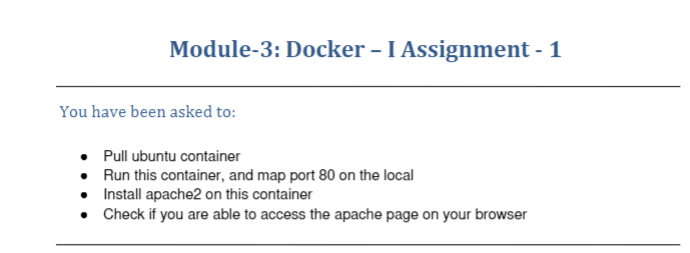 Module-3: Docker – I Assignment - 1
You have been asked to:
● Pull ubuntu container
● Run this container, and map port 80 on the local
● Install apache2 on this container
● Check if you are able to access the apache page on your browser